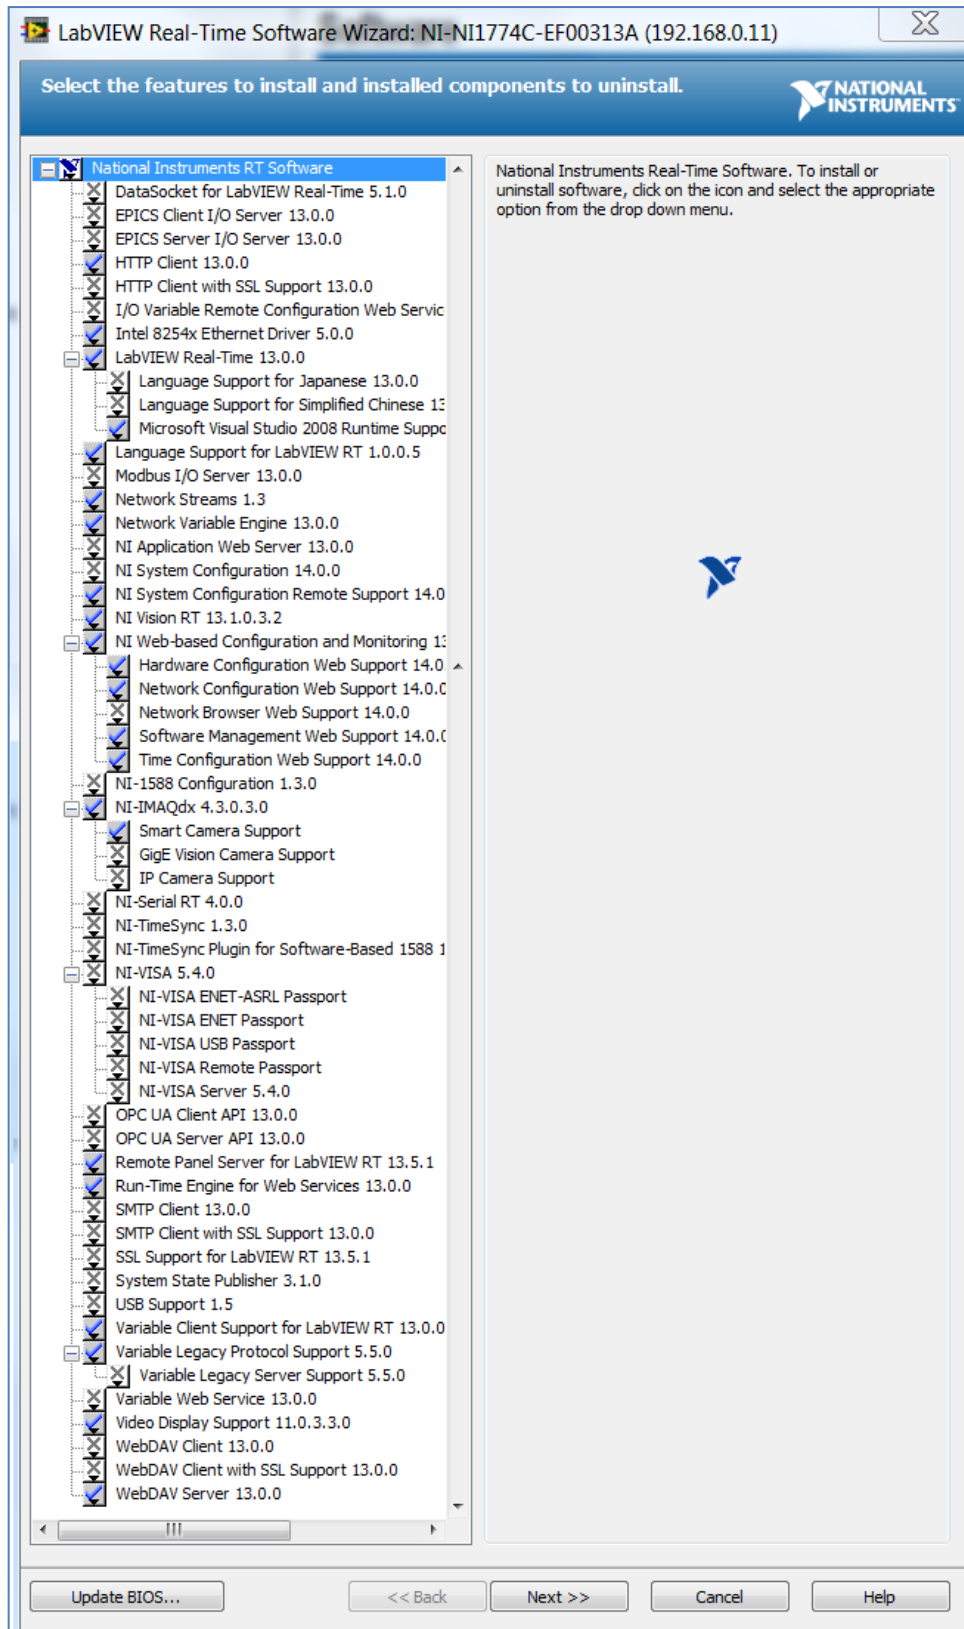 LabVIEW Real-Time Software Wizard: NI-NI1774C-EF00313A (192.168.0.11)
Select the features to install and installed components to uninstall.
NATIONAL
INSTRUMENTS
National Instruments RT Software
DataSocket for LabVIEW Real-Time 5.1.0
EPICS Client I/O Server 13.0.0
EPICS Server I/O Server 13.0.0
HTTP Client 13.0.0
HTTP Client with SSL Support 13.0.0
I/O Variable Remote Configuration Web Servic
Intel 8254x Ethernet Driver 5.0.0
LabVIEW Real-Time 13.0.0
Language Support for Japanese 13.0.0
Language Support for Simplified Chinese 13
Microsoft Visual Studio 2008 Runtime Suppo
Language Support for LabVIEW RT 1.0.0.5
Modbus I/O Server 13.0.0
Network Streams 1.3
Network Variable Engine 13.0.0
NI Application Web Server 13.0.0
NI System Configuration 14.0.0
NI System Configuration Remote Support 14.0
NI Vision RT 13.1.0.3.2
NI Web-based Configuration and Monitoring 13
Hardware Configuration Web Support 14.0
Network Configuration Web Support 14.0.0
Network Browser Web Support 14.0.0
Software Management Web Support 14.0.0
Time Configuration Web Support 14.0.0
NI-1588 Configuration 1.3.0
NI-IMAQdx 4.3.0.3.0
Smart Camera Support
GigE Vision Camera Support
IP Camera Support
NI-Serial RT 4.0.0
NI-TimeSync 1.3.0
NI-TimeSync Plugin for Software-Based 1588 1
NI-VISA 5.4.0
NI-VISA ENET-ASRL Passport
NI-VISA ENET Passport
NI-VISA USB Passport
NI-VISA Remote Passport
NI-VISA Server 5.4.0
OPC UA Client API 13.0.0
OPC UA Server API 13.0.0
Remote Panel Server for LabVIEW RT 13.5.1
Run-Time Engine for Web Services 13.0.0
SMTP Client 13.0.0
SMTP Client with SSL Support 13.0.0
SSL Support for LabVIEW RT 13.5.1
System State Publisher 3.1.0
USB Support 1.5
Variable Client Support for LabVIEW RT 13.0.0
Variable Legacy Protocol Support 5.5.0
Variable Legacy Server Support 5.5.0
Variable Web Service 13.0.0
Video Display Support 11.0.3.3.0
WebDAV Client 13.0.0
WebDAV Client with SSL Support 13.0.0
WebDAV Server 13.0.0
National Instruments Real-Time Software. To install or
uninstall software, click on the icon and select the appropriate
option from the drop down menu.
Update BIOS...
<< Back
Next >>
Cancel
Help